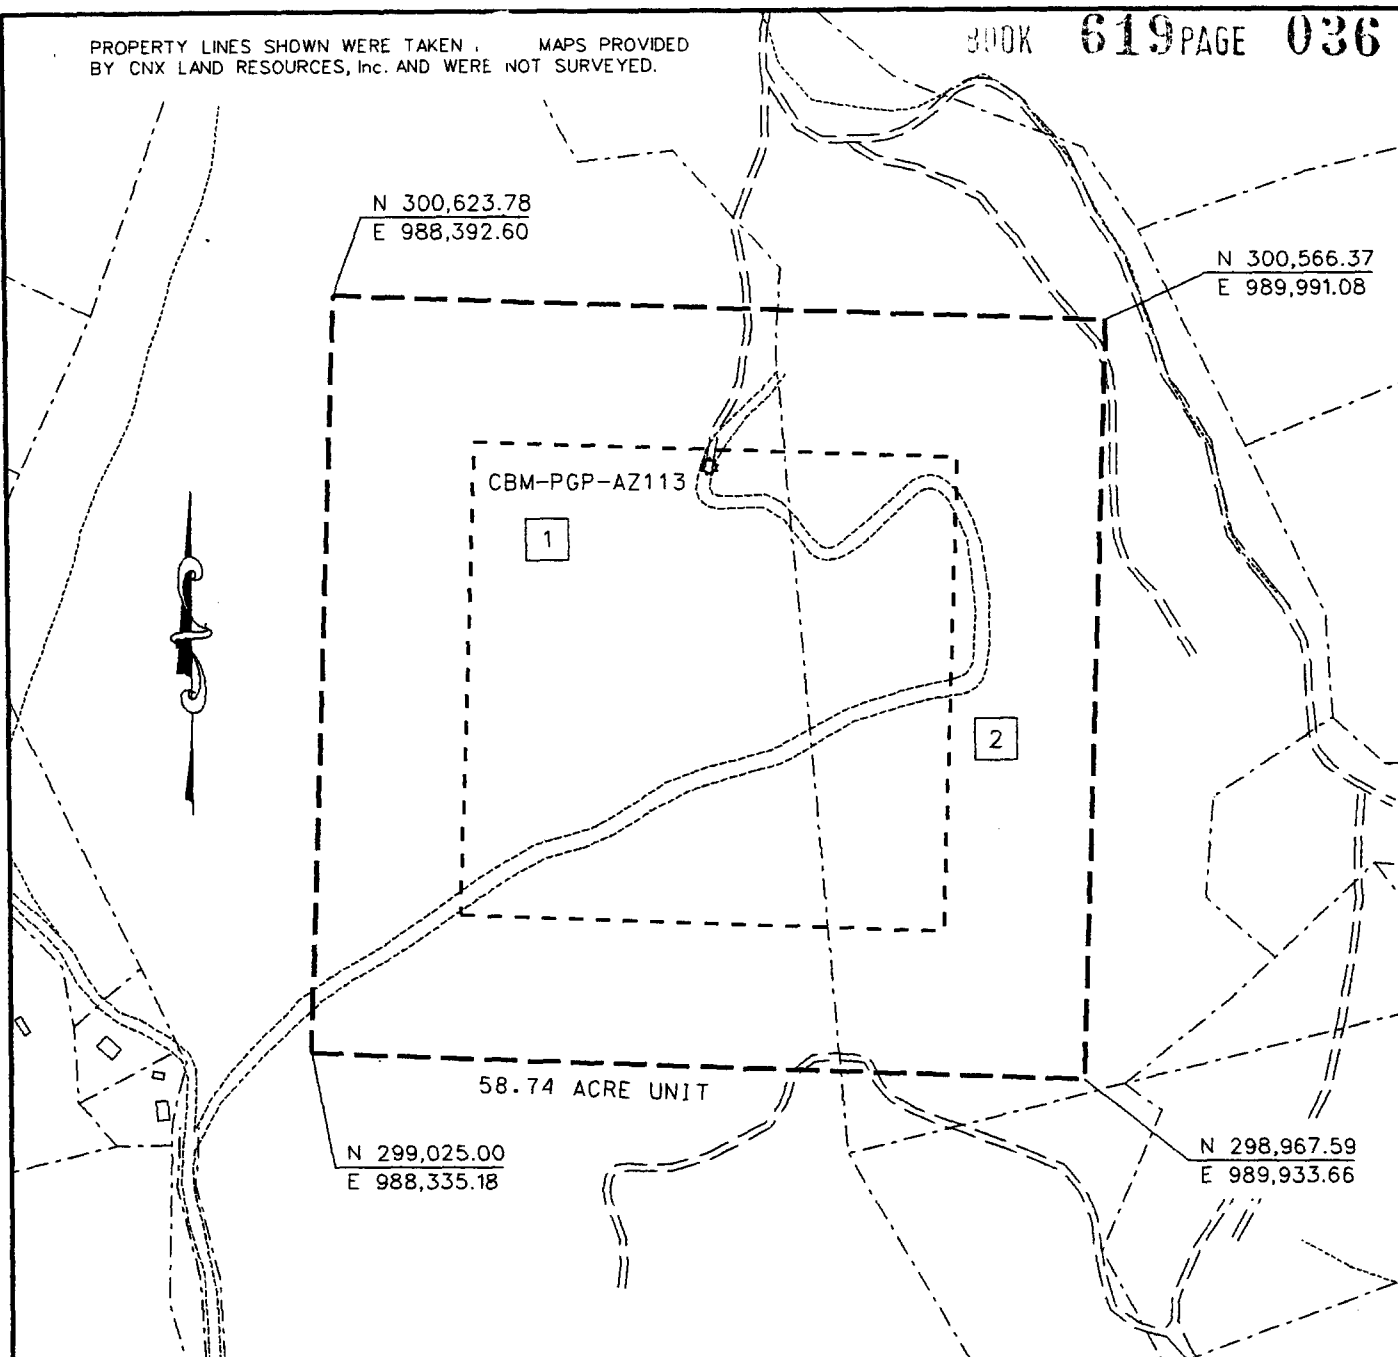 BOOK 619 PAGE 036
PROPERTY LINES SHOWN WERE TAKEN MAPS PROVIDED
BY CNX LAND RESOURCES, Inc. AND WERE NOT SURVEYED.
N 300,623.78
E 988,392.60
N 300,566.37
E 989,991.08
CBM-PGP-AZ113
1
2
58.74 ACRE UNIT
N 299,025.00
E 988,335.18
N 298,967.59
E 989,933.66